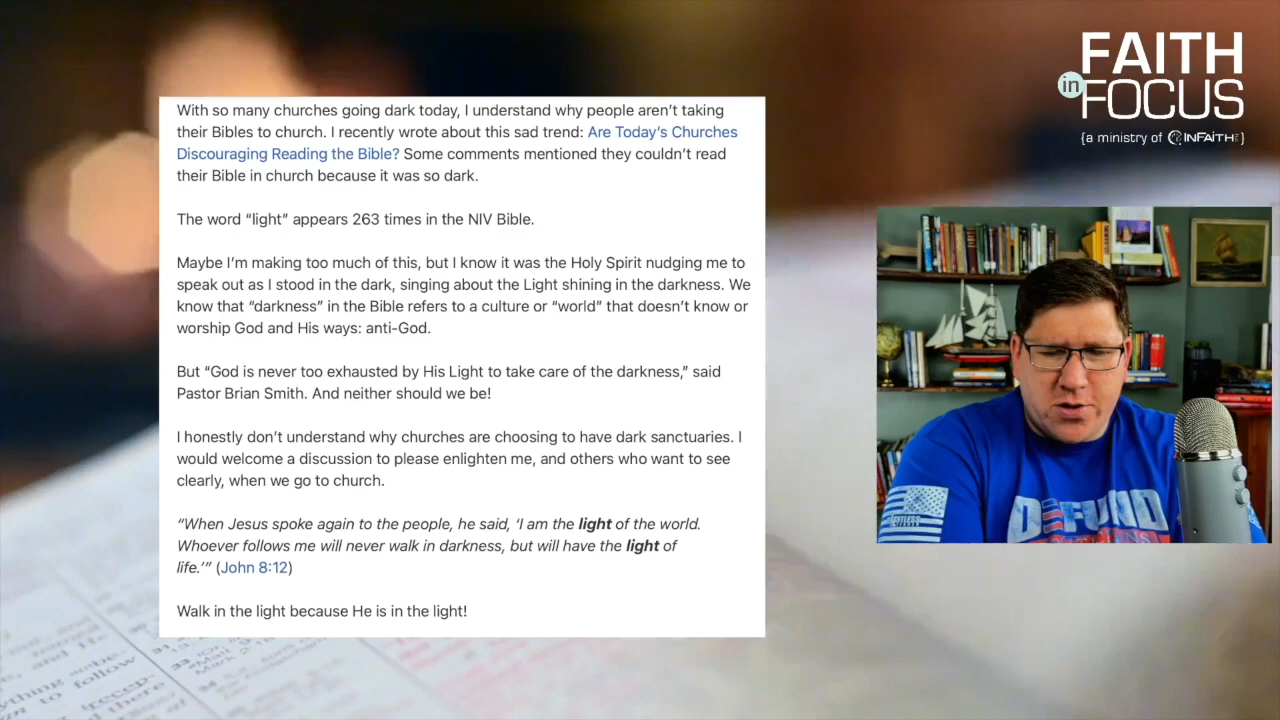 FAITH
in
FOCUS
{a ministry of INFAITH}
With so many churches going dark today, I understand why people aren’t taking
their Bibles to church. I recently wrote about this sad trend: Are Today’s Churches
Discouraging Reading the Bible? Some comments mentioned they couldn’t read
their Bible in church because it was so dark.
The word “light” appears 263 times in the NIV Bible.
Maybe I’m making too much of this, but I know it was the Holy Spirit nudging me to
speak out as I stood in the dark, singing about the Light shining in the darkness. We
know that “darkness” in the Bible refers to a culture or “world” that doesn’t know or
worship God and His ways: anti-God.
But “God is never too exhausted by His Light to take care of the darkness,” said
Pastor Brian Smith. And neither should we be!
I honestly don’t understand why churches are choosing to have dark sanctuaries. I
would welcome a discussion to please enlighten me, and others who want to see
clearly, when we go to church.
“When Jesus spoke again to the people, he said, ‘I am the light of the world.
Whoever follows me will never walk in darkness, but will have the light of
life.’” (John 8:12)
Walk in the light because He is in the light!
DEFUND